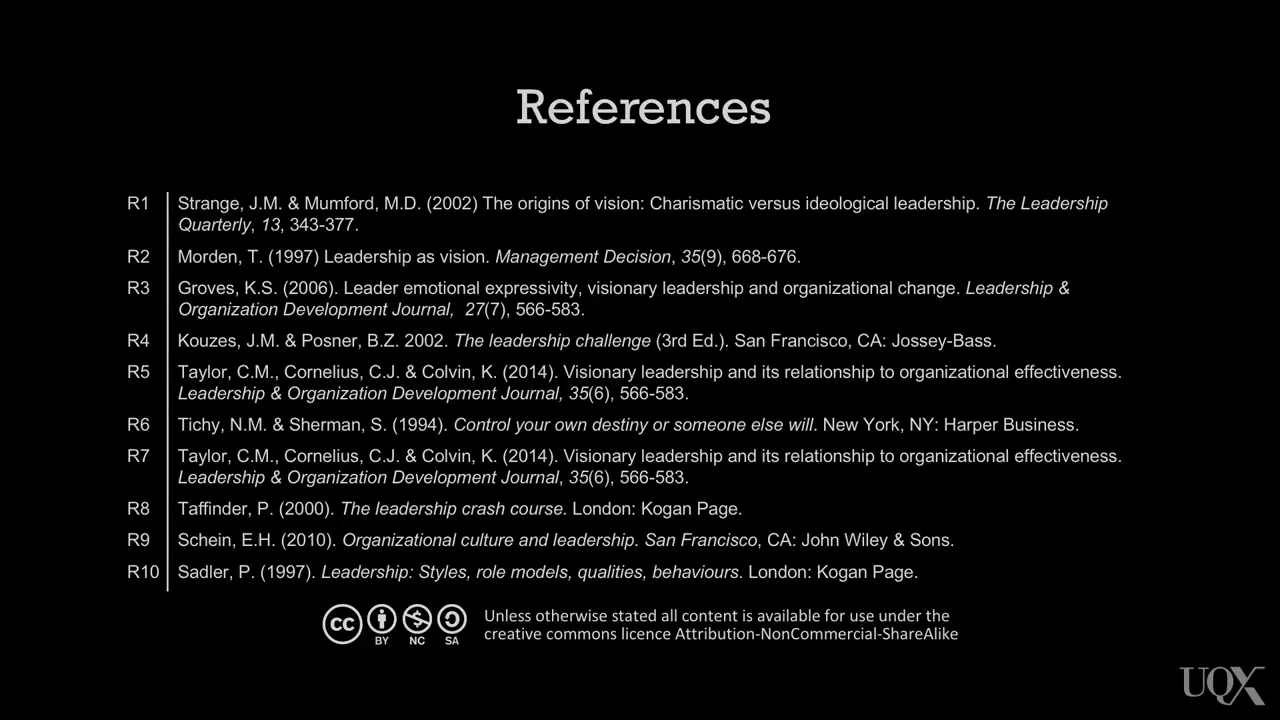 References
R1 Strange, J.M. & Mumford, M.D. (2002) The origins of vision: Charismatic versus ideological leadership. The Leadership
Quarterly, 13, 343-377.
R2 Morden, T. (1997) Leadership as vision. Management Decision, 35(9), 668-676.
R3 Groves, K.S. (2006). Leader emotional expressivity, visionary leadership and organizational change. Leadership &
Organization Development Journal, 27(7), 566-583.
R4 Kouzes, J.M. & Posner, B.Z. 2002. The leadership challenge (3rd Ed.). San Francisco, CA: Jossey-Bass.
R5 Taylor, C.M., Cornelius, C.J. & Colvin, K. (2014). Visionary leadership and its relationship to organizational effectiveness.
Leadership & Organization Development Journal, 35(6), 566-583.
R6 Tichy, N.M. & Sherman, S. (1994). Control your own destiny or someone else will. New York, NY: Harper Business.
R7 Taylor, C.M., Cornelius, C.J. & Colvin, K. (2014). Visionary leadership and its relationship to organizational effectiveness.
Leadership & Organization Development Journal, 35(6), 566-583.
R8 Taffinder, P. (2000). The leadership crash course. London: Kogan Page.
R9 Schein, E.H. (2010). Organizational culture and leadership. San Francisco, CA: John Wiley & Sons.
R10 Sadler, P. (1997). Leadership: Styles, role models, qualities, behaviours. London: Kogan Page.
CC BY NC SA
Unless otherwise stated all content is available for use under the
creative commons licence Attribution-NonCommercial-ShareAlike
UQX